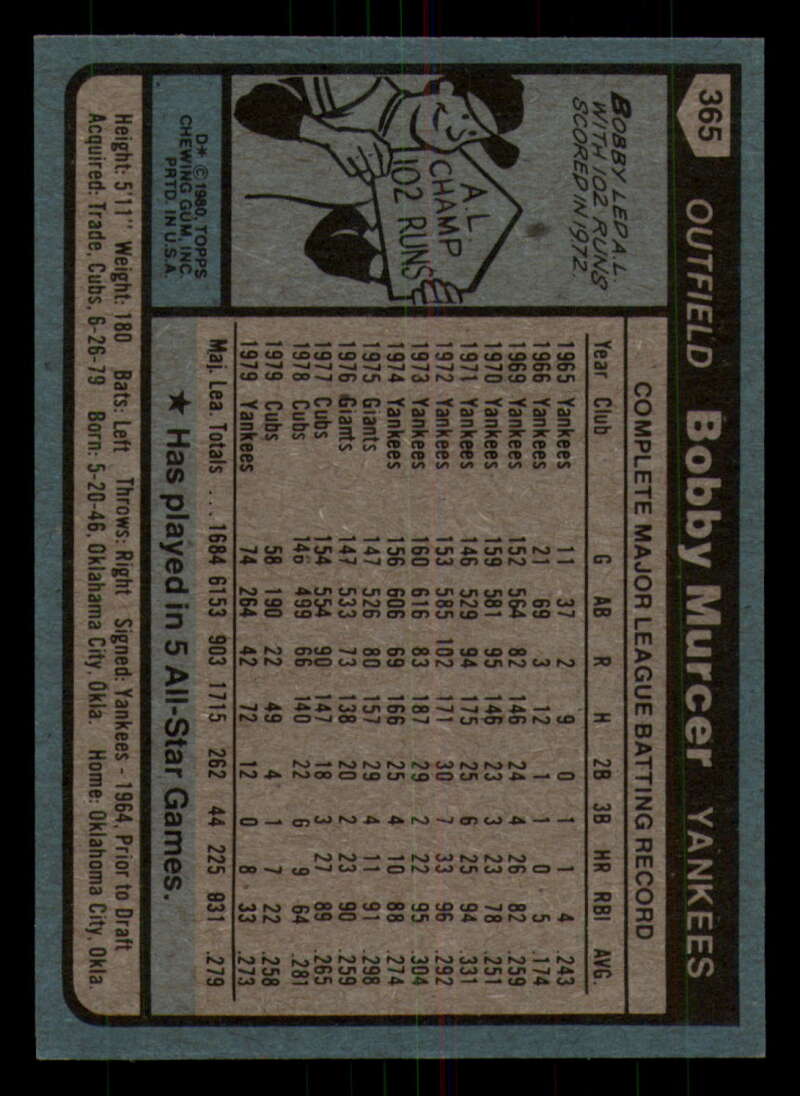 365
OUTFIELD Bobby Murcer YANKEES
BOBBY LED A.L.
WITH 102 RUNS
SCORED IN 1972.
A.L.
CHAMP
102 RUNS
D* © 1980, TOPPS
CHEWING GUM, INC.
PRTD. IN U.S.A.
COMPLETE MAJOR LEAGUE BATTING RECORD
Year Club G AB R H 2B 3B HR RBI AVG.
1965 Yankees 11 37 2 9 0 1 1 4 .243
1966 Yankees 21 69 3 12 1 1 0 5 .174
1969 Yankees 152 564 82 146 24 4 26 82 .259
1970 Yankees 159 581 95 146 23 3 23 78 .251
1971 Yankees 146 529 94 175 25 6 25 94 .331
1972 Yankees 153 585 102 171 30 7 33 96 .292
1973 Yankees 160 616 83 187 29 2 22 95 .304
1974 Yankees 156 606 69 166 25 4 10 88 .274
1975 Giants 147 526 80 157 29 4 11 91 .298
1976 Giants 147 533 73 138 20 2 23 90 .259
1977 Cubs 154 554 90 147 18 3 27 89 .265
1978 Cubs 146 499 66 140 22 6 9 64 .281
1979 Cubs 58 190 22 49 4 1 7 22 .258
1979 Yankees 74 264 42 72 12 0 8 33 .273
Maj. Lea. Totals .... 1684 6153 903 1715 262 44 225 831 .279
★ Has played in 5 All-Star Games.
Height: 5'11" Weight: 180 Bats: Left Throws: Right Signed: Yankees - 1964, Prior to Draft
Acquired: Trade, Cubs, 6-26-79 Born: 5-20-46, Oklahama City, Okla. Home: Oklahoma City, Okla.